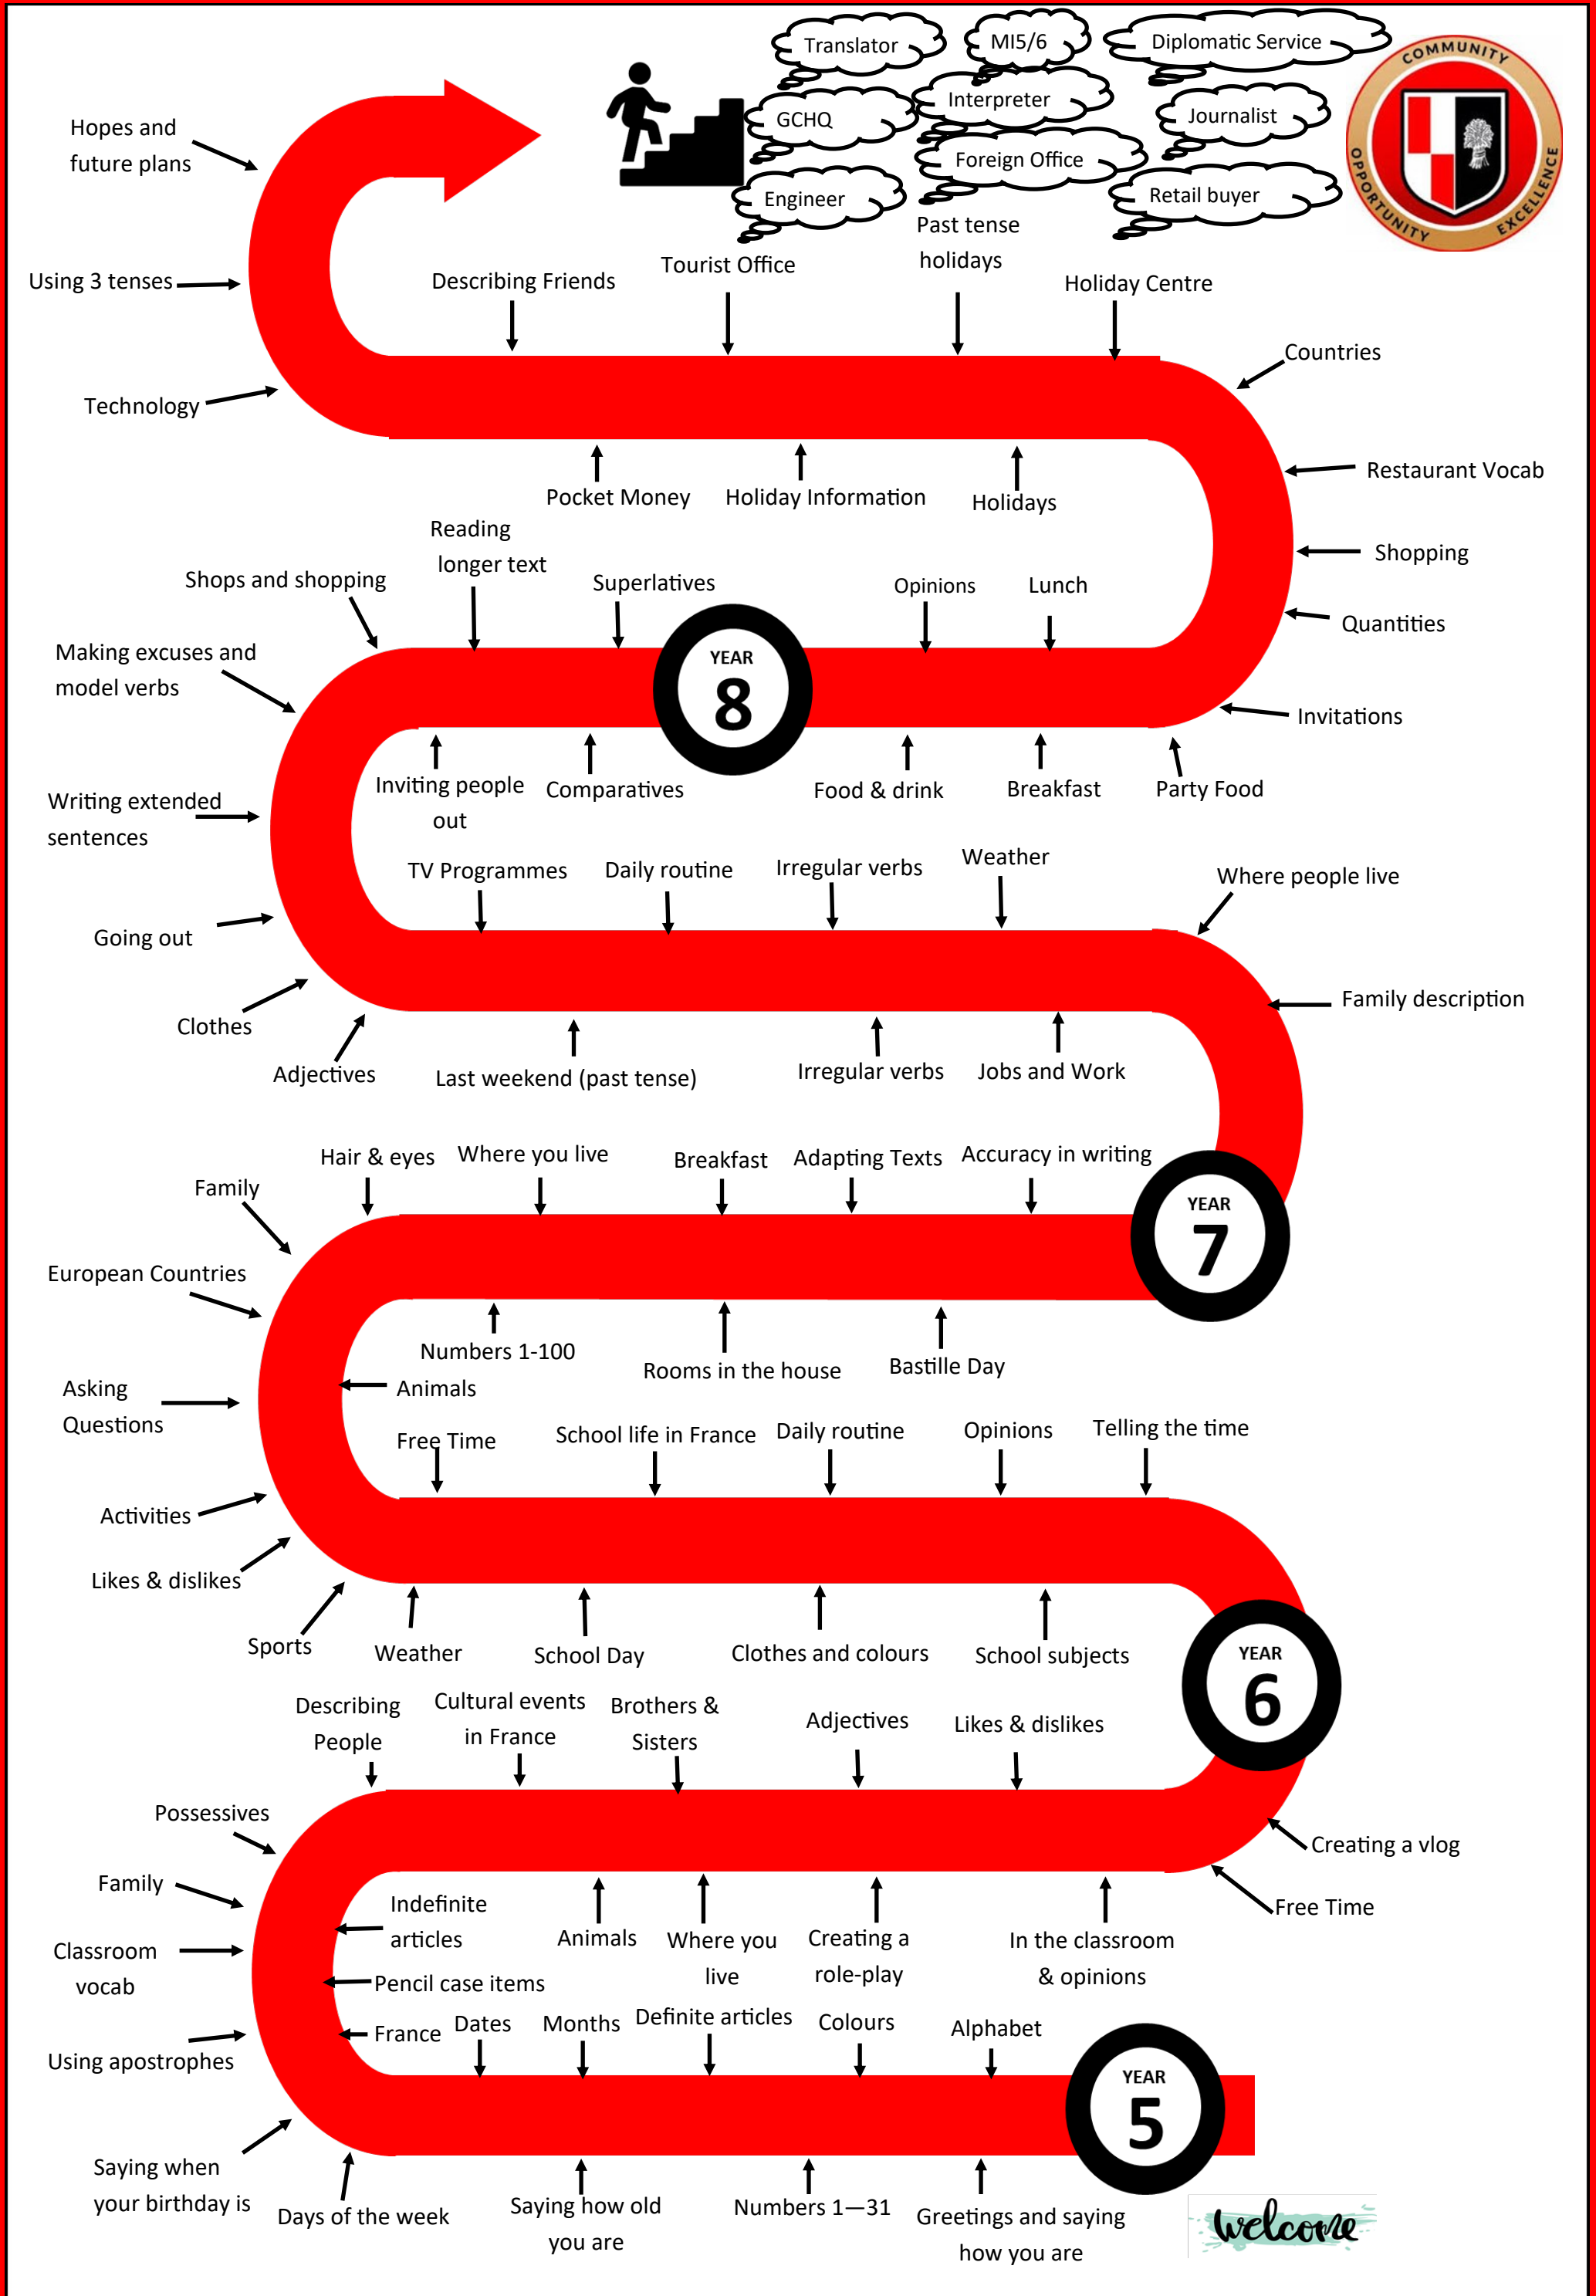 Translator
MI5/6
Diplomatic Service
COMMUNITY
OPPORTUNITY
EXCELLENCE
GCHQ
Interpreter
Journalist
Foreign Office
Engineer
Retail buyer
Hopes and
future plans
Using 3 tenses
Technology
Describing Friends
Tourist Office
Past tense
holidays
Holiday Centre
Countries
Restaurant Vocab
Shopping
Quantities
Invitations
Pocket Money
Holiday Information
Holidays
Reading
longer text
Shops and shopping
Superlatives
YEAR
8
Opinions
Lunch
Making excuses and
model verbs
Inviting people
out
Comparatives
Food & drink
Breakfast
Party Food
Writing extended
sentences
Going out
Clothes
Adjectives
TV Programmes
Daily routine
Irregular verbs
Weather
Where people live
Family description
Last weekend (past tense)
Irregular verbs
Jobs and Work
Hair & eyes
Where you live
Breakfast
Adapting Texts
Accuracy in writing
YEAR
7
Family
European Countries
Asking
Questions
Activities
Likes & dislikes
Sports
Numbers 1-100
Animals
Rooms in the house
Bastille Day
Free Time
School life in France
Daily routine
Opinions
Telling the time
Weather
School Day
Clothes and colours
School subjects
YEAR
6
Describing
People
Cultural events
in France
Brothers &
Sisters
Adjectives
Likes & dislikes
Creating a vlog
Free Time
Possessives
Family
Classroom
vocab
Using apostrophes
Saying when
your birthday is
Indefinite
articles
Pencil case items
France
Animals
Where you
live
Creating a
role-play
In the classroom
& opinions
Dates
Months
Definite articles
Colours
Alphabet
YEAR
5
Days of the week
Saying how old
you are
Numbers 1—31
Greetings and saying
how you are
welcome